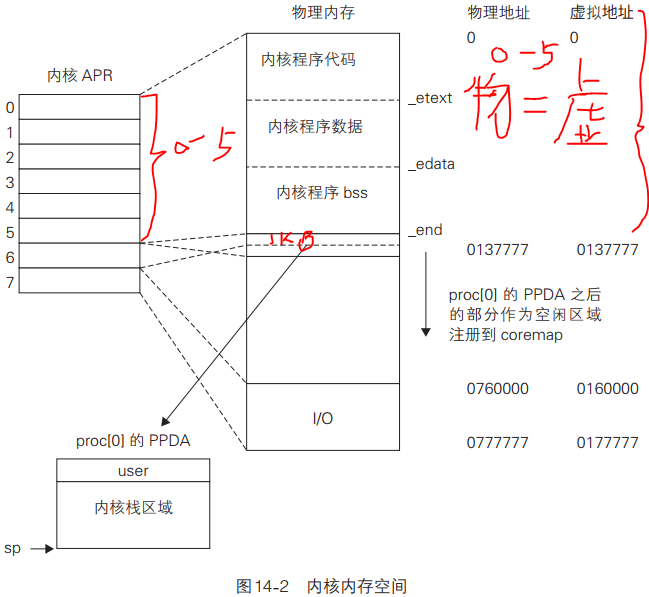 物理内存 物理地址 虚拟地址
0 0
内核 APR
内核程序代码
0-5
0
1
2
3
4
5
6
7
0-5
_etext
物=虚
内核程序数据
_edata
内核程序 bss
_end
1KB
0137777 0137777
proc[0] 的 PPDA 之后
的部分作为空闲区域
注册到 coremap
0760000 0160000
I/O
0777777 0177777
proc[0] 的 PPDA
user
内核栈区域
sp
图 14-2 内核内存空间